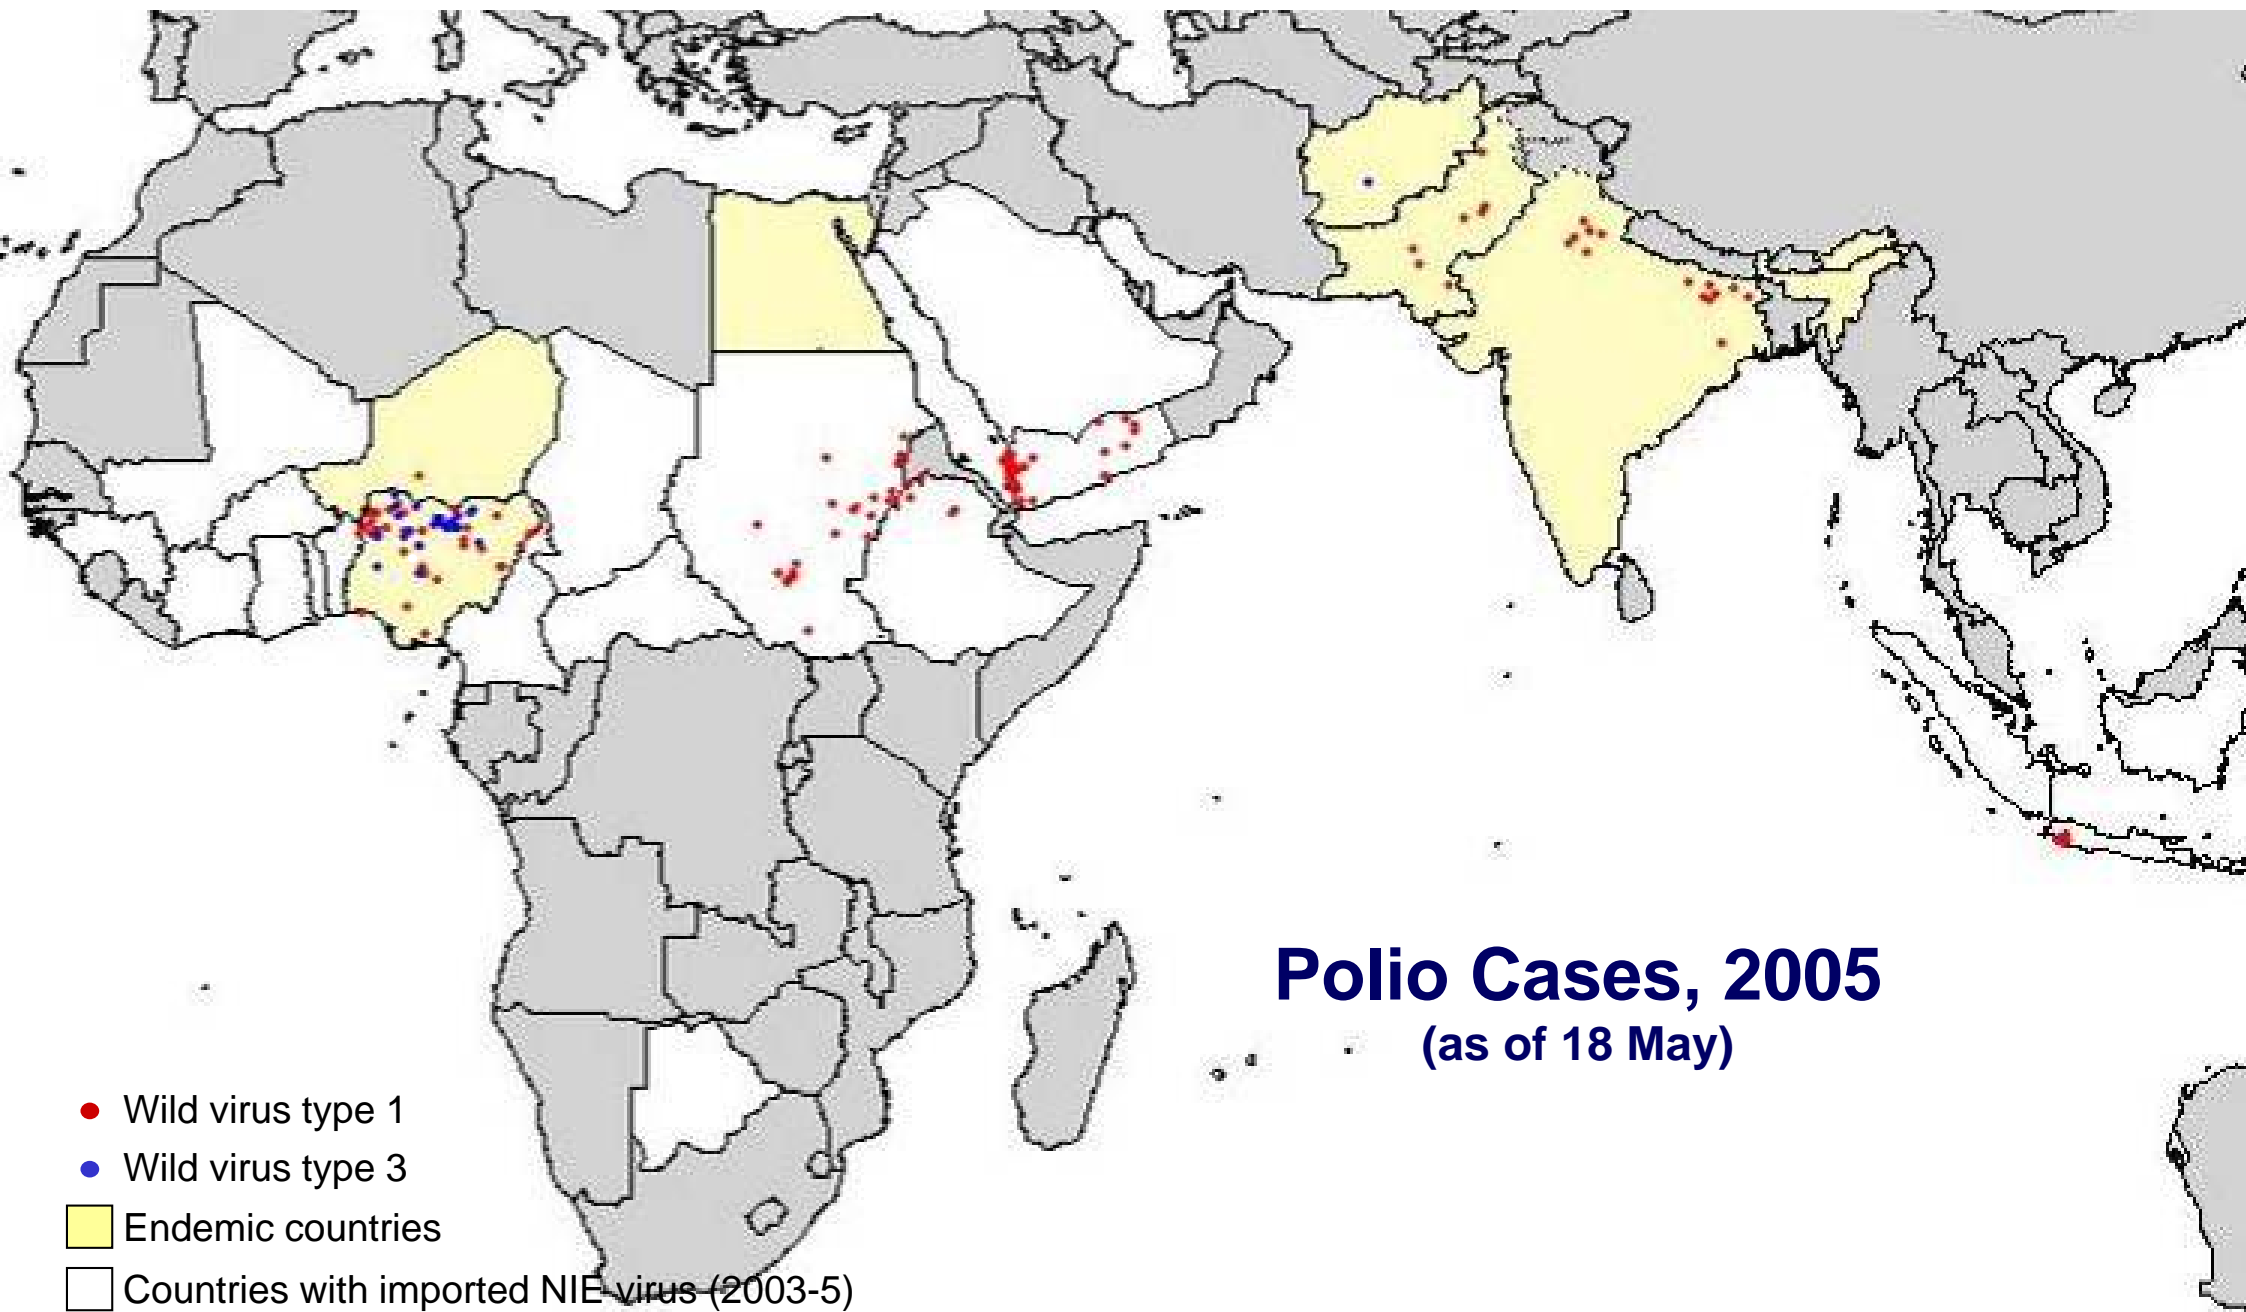 Polio Cases, 2005
(as of 18 May)
Wild virus type 1
Wild virus type 3
Endemic countries
Countries with imported NIE virus (2003-5)